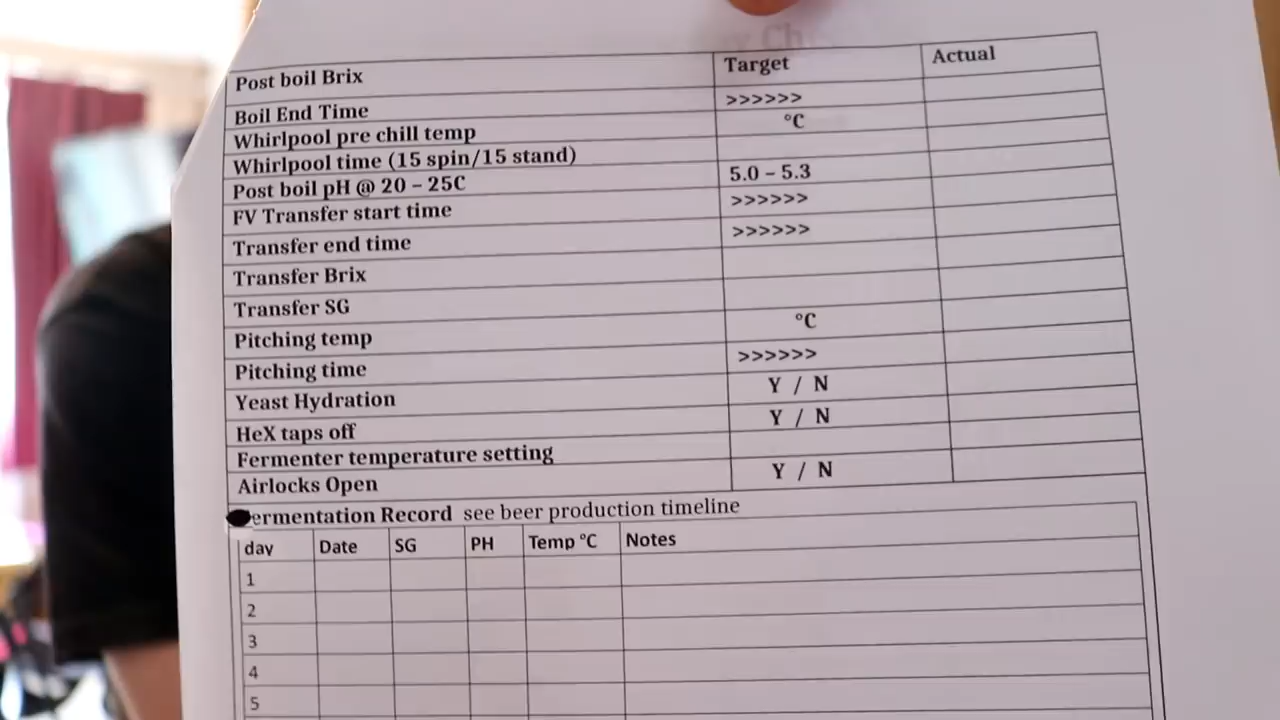 Post boil Brix Target Actual
Boil End Time >>>>>>
Whirlpool pre chill temp °C
Whirlpool time (15 spin/15 stand)
Post boil pH @ 20 – 25C 5.0 – 5.3
FV Transfer start time >>>>>>
Transfer end time >>>>>>
Transfer Brix
Transfer SG
Pitching temp °C
Pitching time >>>>>>
Yeast Hydration Y / N
HeX taps off Y / N
Fermenter temperature setting
Airlocks Open Y / N
ermentation Record see beer production timeline
day Date SG PH Temp °C Notes
1
2
3
4
5